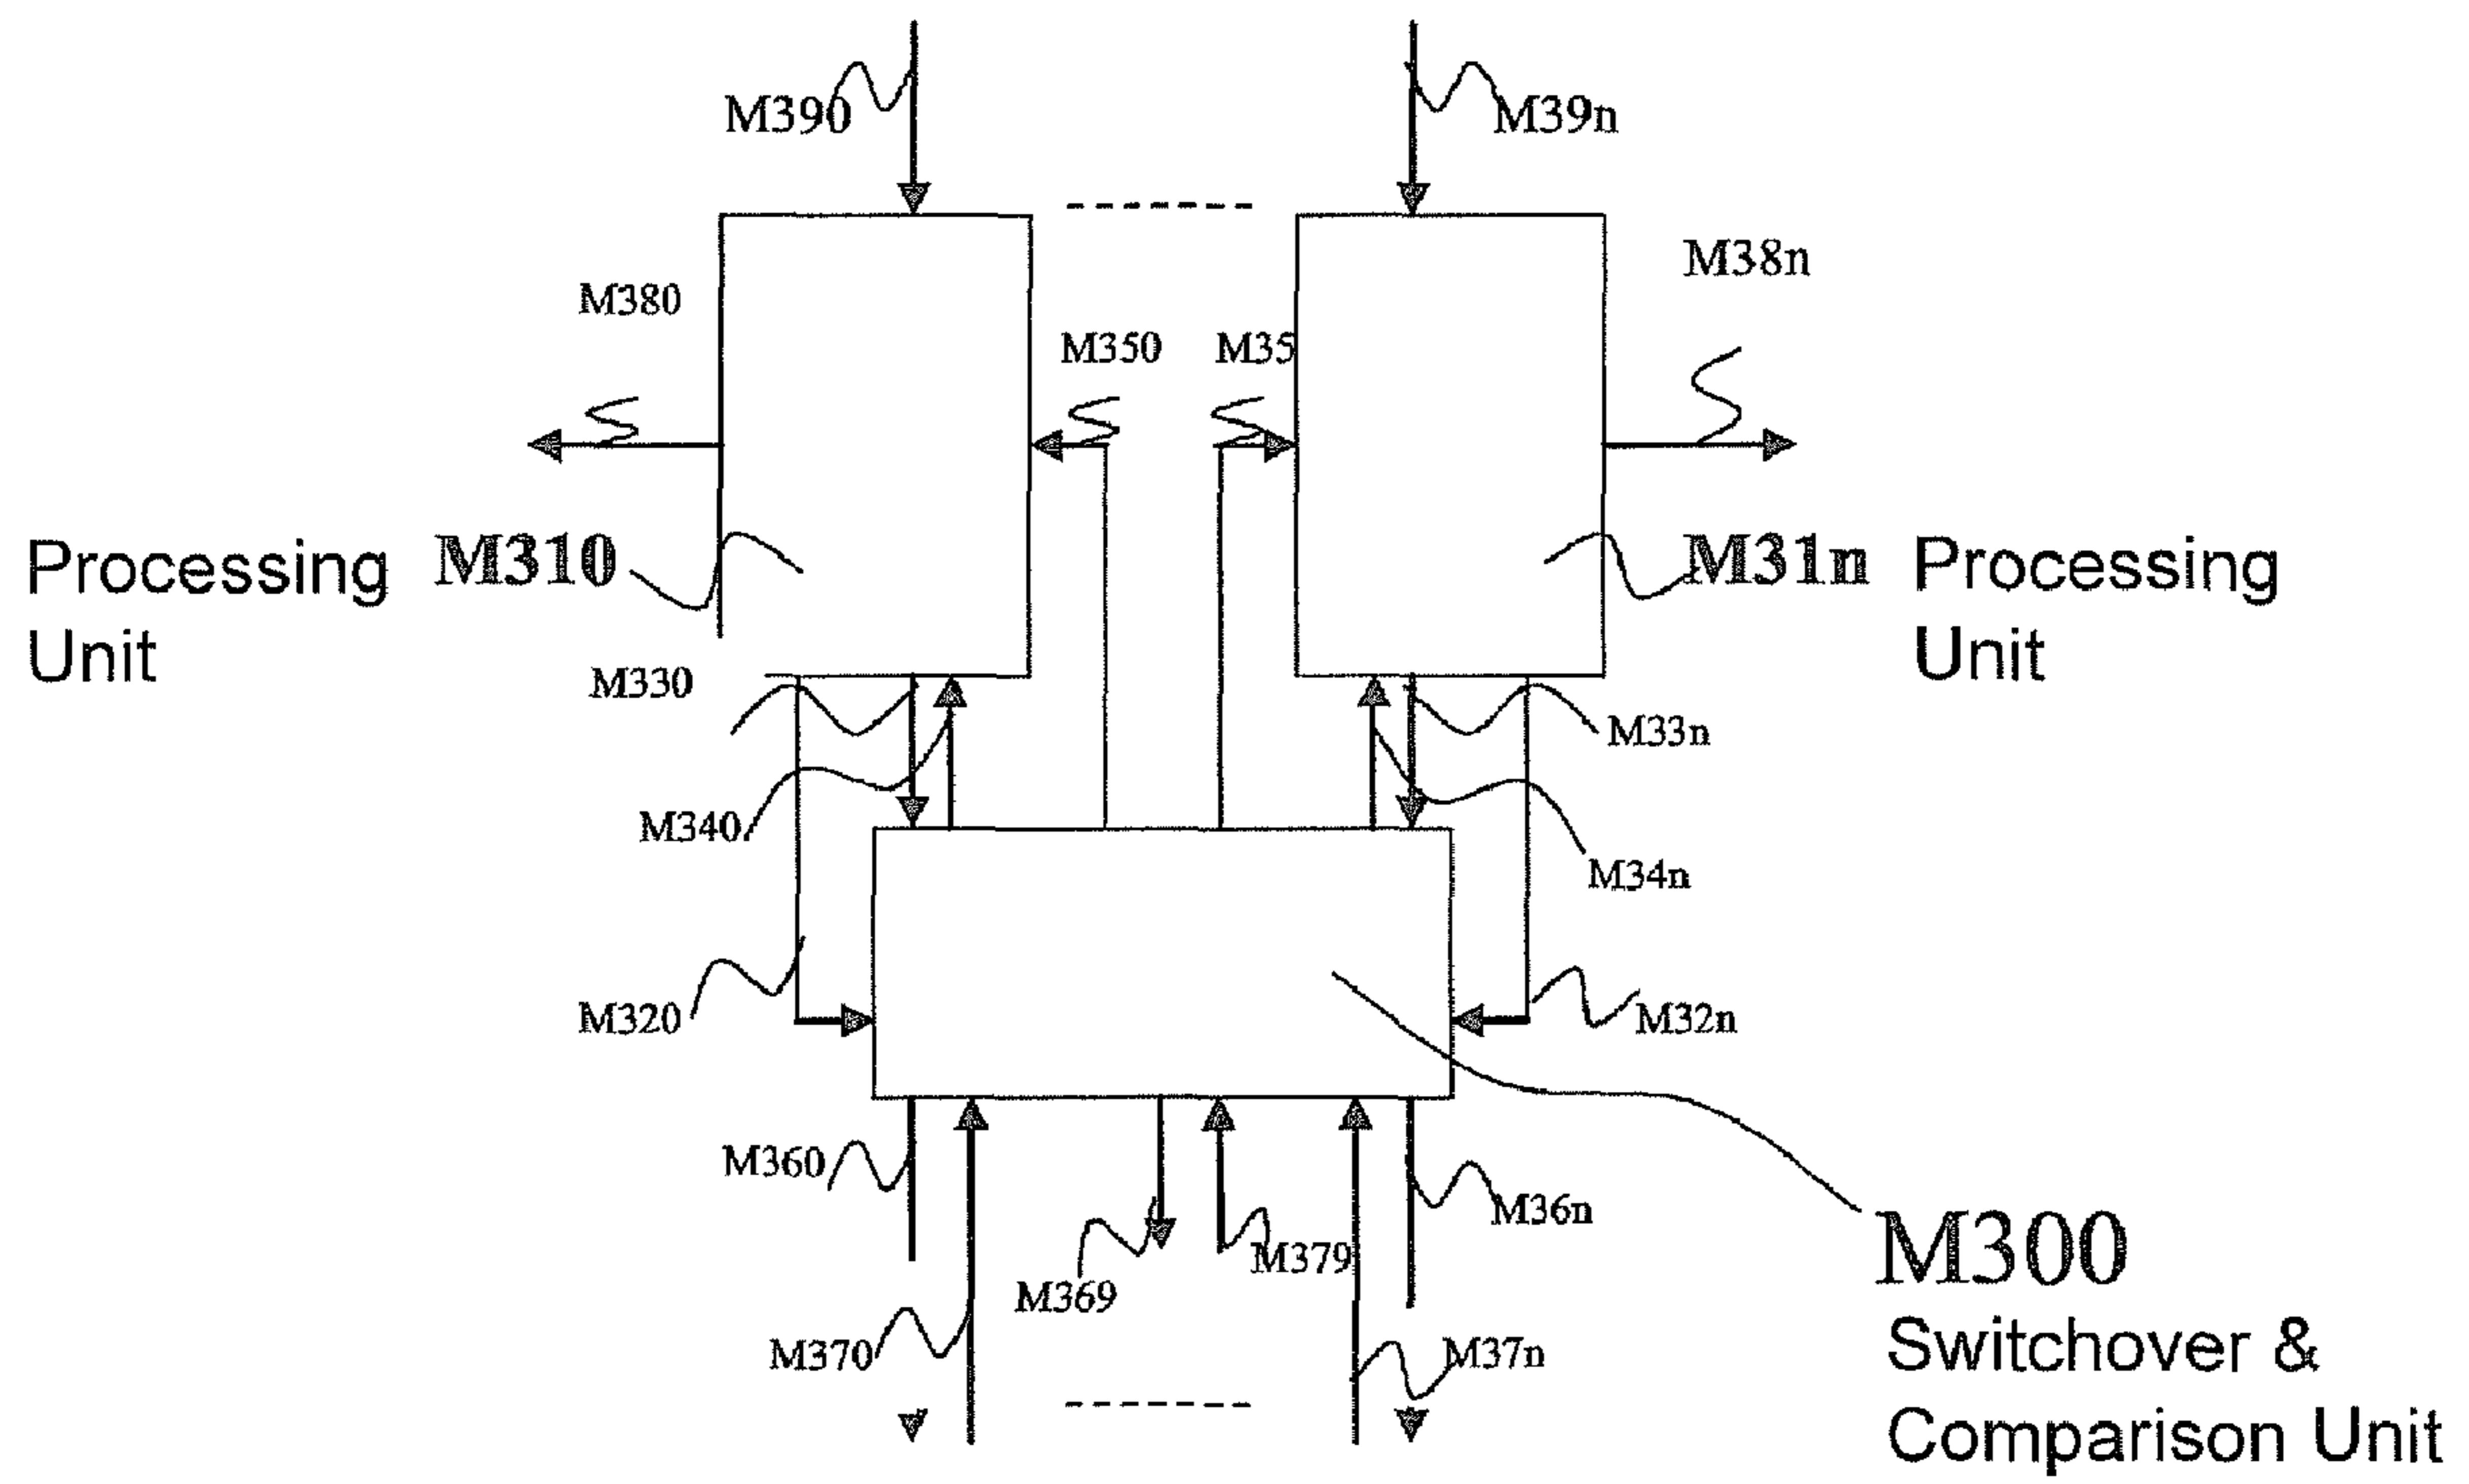 M390
M39n
M38n
M380
M350
M35
Processing
Unit
M310
M31n
Processing
Unit
M330
M33n
M340
M34n
M320
M32n
M360
M36n
M369
M379
M370
M37n
M300
Switchover &
Comparison Unit